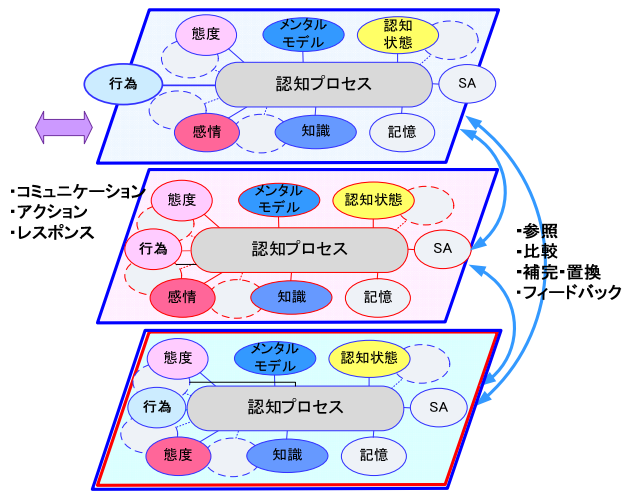 態度
メンタル
モデル
認知
状態
行為
認知プロセス
SA
感情
知識
記憶
・コミュニケーション
・アクション
・レスポンス
態度
メンタル
モデル
認知状態
行為
認知プロセス
SA
感情
知識
記憶
・参照
・比較
・補完・置換
・フィードバック
態度
メンタル
モデル
認知状態
行為
認知プロセス
SA
態度
知識
記憶